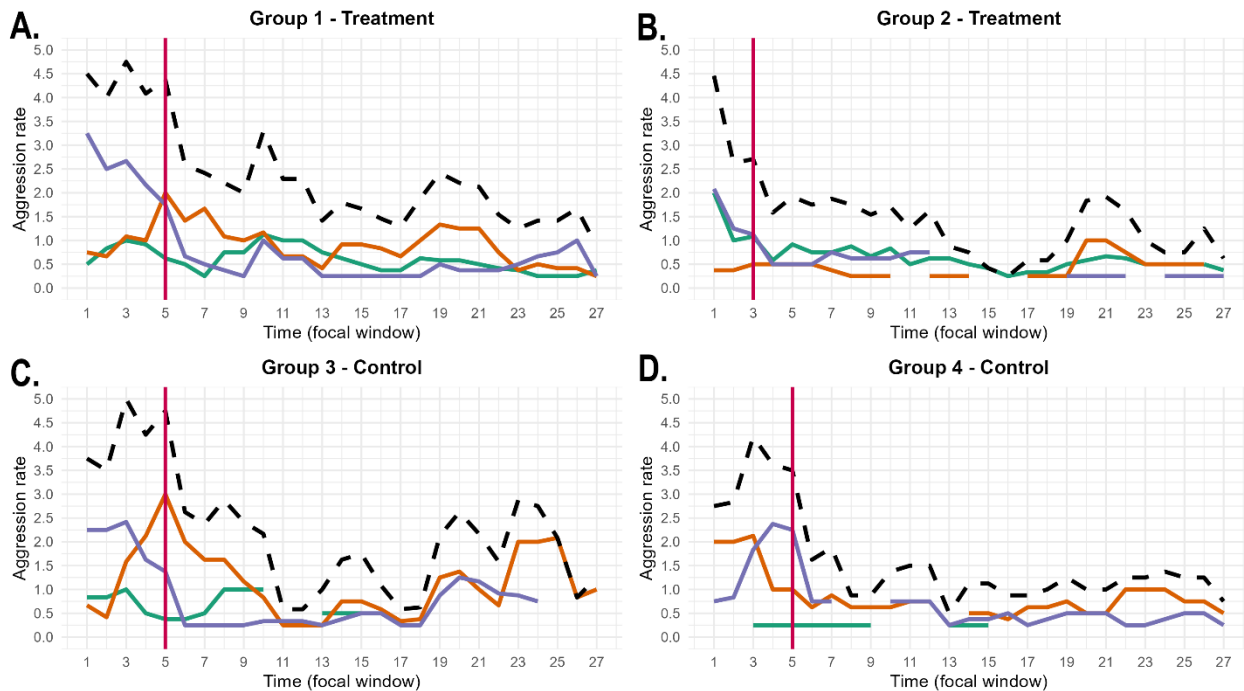 A.
Group 1 - Treatment
Aggression rate
5.0
4.5
4.0
3.5
3.0
2.5
2.0
1.5
1.0
0.5
0.0
1 3 5 7 9 11 13 15 17 19 21 23 25 27
Time (focal window)
B.
Group 2 - Treatment
Aggression rate
5.0
4.5
4.0
3.5
3.0
2.5
2.0
1.5
1.0
0.5
0.0
1 3 5 7 9 11 13 15 17 19 21 23 25 27
Time (focal window)
C.
Group 3 - Control
Aggression rate
5.0
4.5
4.0
3.5
3.0
2.5
2.0
1.5
1.0
0.5
0.0
1 3 5 7 9 11 13 15 17 19 21 23 25 27
Time (focal window)
D.
Group 4 - Control
Aggression rate
5.0
4.5
4.0
3.5
3.0
2.5
2.0
1.5
1.0
0.5
0.0
1 3 5 7 9 11 13 15 17 19 21 23 25 27
Time (focal window)